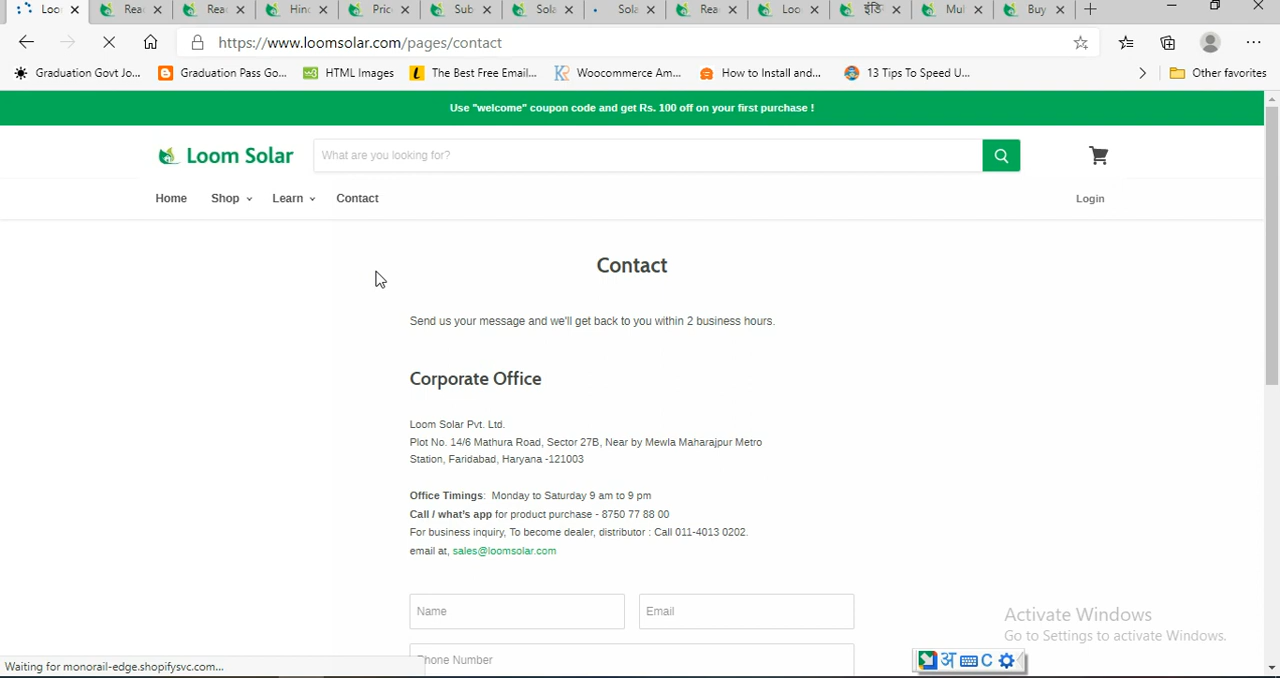 Loo
Rea
Rea
Hin
Pric
Sub
Sola
Sola
Rea
Loo
इंडि
Mul
Buy
https://www.loomsolar.com/pages/contact
Graduation Govt Jo...
Graduation Pass Go...
HTML Images
The Best Free Email...
Woocommerce Am...
How to Install and...
13 Tips To Speed U...
Other favorites
Use "welcome" coupon code and get Rs. 100 off on your first purchase !
Loom Solar
What are you looking for?
Home
Shop
Learn
Contact
Login
Contact
Send us your message and we'll get back to you within 2 business hours.
Corporate Office
Loom Solar Pvt. Ltd.
Plot No. 14/6 Mathura Road, Sector 27B, Near by Mewla Maharajpur Metro
Station, Faridabad, Haryana -121003
Office Timings: Monday to Saturday 9 am to 9 pm
Call / what's app for product purchase - 8750 77 88 00
For business inquiry, To become dealer, distributor : Call 011-4013 0202.
email at, sales@loomsolar.com
Name
Email
Phone Number
Activate Windows
Go to Settings to activate Windows.
Waiting for monorail-edge.shopifysvc.com...
अ
C